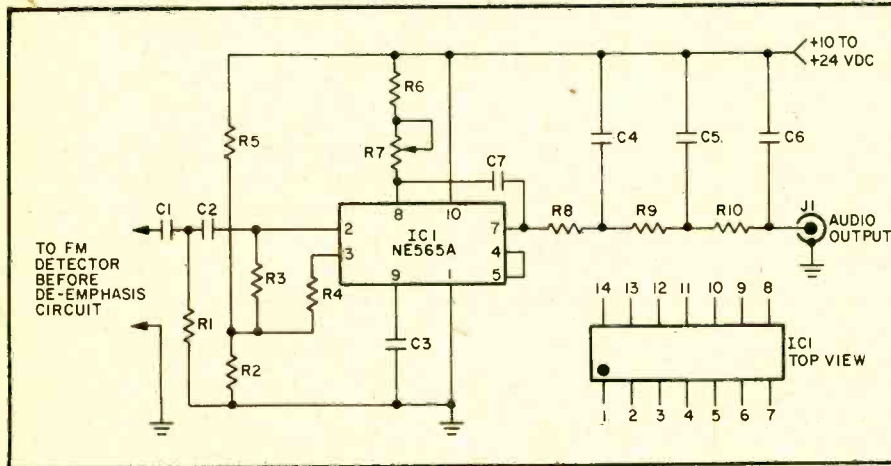 +10 TO
+24 VDC
R6
R5
R7
C4
C5
C6
C7
8
10
C1
C2
R8
R9
R10
J1
AUDIO
OUTPUT
2
IC1
NE565A
7
3
4
5
TO FM
DETECTOR
BEFORE
DE-EMPHASIS
CIRCUIT
R3
R4
9
1
R1
R2
C3
14 13 12 11 10 9 8
IC1
TOP VIEW
1 2 3 4 5 6 7